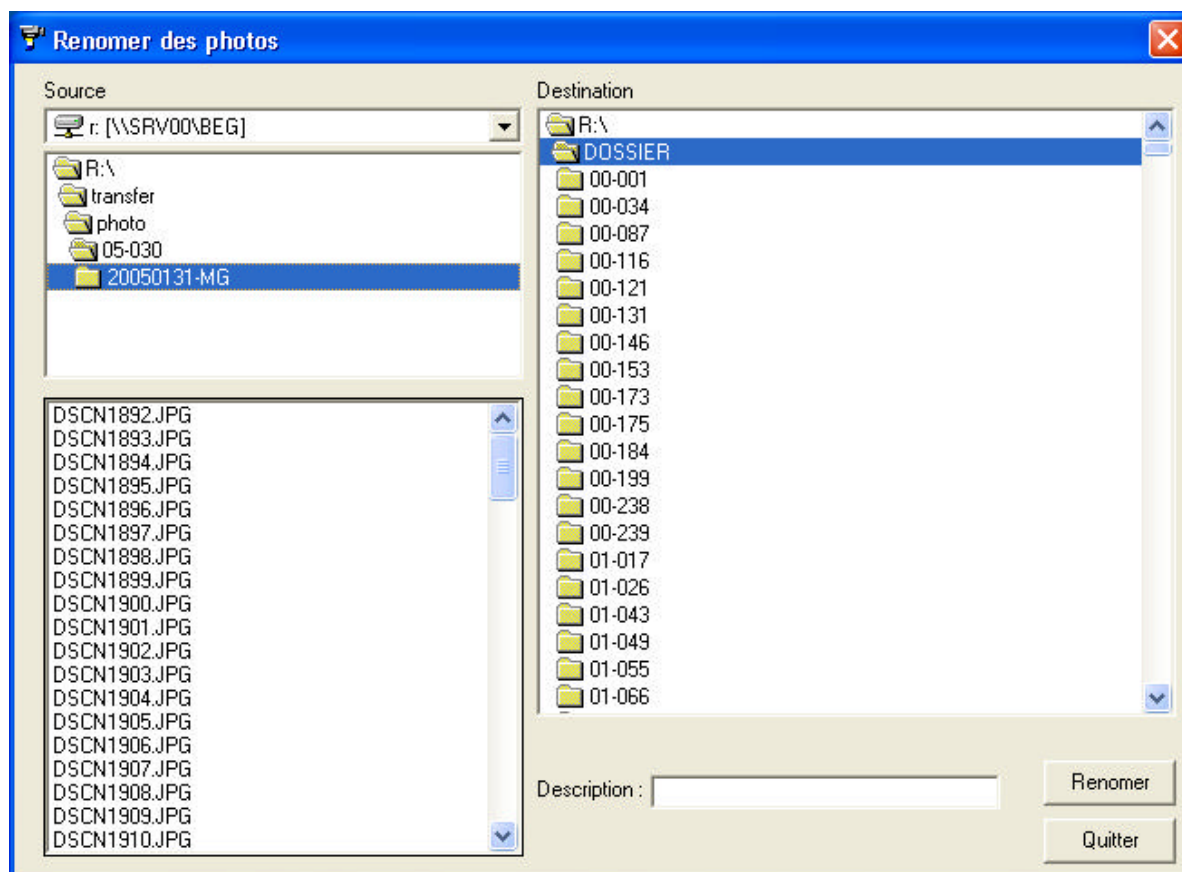 Renomer des photos
Source
r: [\\SRV00\BEG]
R:\
transfer
photo
05-030
20050131-MG
DSCN1892.JPG
DSCN1893.JPG
DSCN1894.JPG
DSCN1895.JPG
DSCN1896.JPG
DSCN1897.JPG
DSCN1898.JPG
DSCN1899.JPG
DSCN1900.JPG
DSCN1901.JPG
DSCN1902.JPG
DSCN1903.JPG
DSCN1904.JPG
DSCN1905.JPG
DSCN1906.JPG
DSCN1907.JPG
DSCN1908.JPG
DSCN1909.JPG
DSCN1910.JPG
Destination
R:\
DOSSIER
00-001
00-034
00-087
00-116
00-121
00-131
00-146
00-153
00-173
00-175
00-184
00-199
00-238
00-239
01-017
01-026
01-043
01-049
01-055
01-066
Description :
Renomer
Quitter